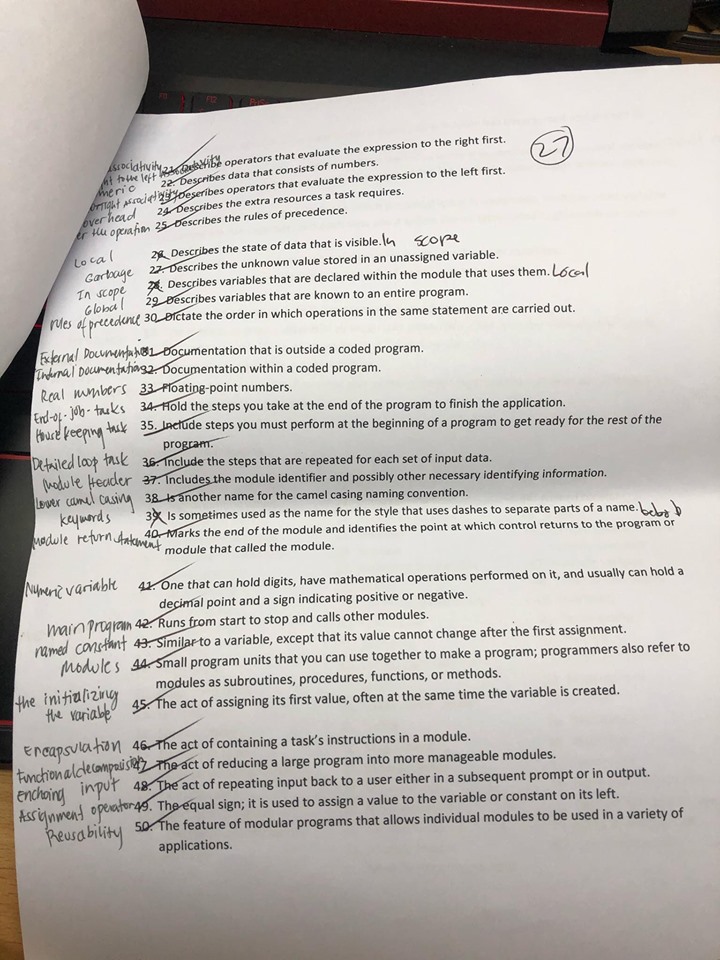 ssociativity 21. Describe operators that evaluate the expression to the right first.
to the left 22. Describes data that consists of numbers.
meric 23. Describes operators that evaluate the expression to the left first.
overhead 24. Describes the extra resources a task requires.
the operation 25. Describes the rules of precedence.
27
Local 26. Describes the state of data that is visible. In scope
Garbage 27. Describes the unknown value stored in an unassigned variable.
In scope 28. Describes variables that are declared within the module that uses them. Local
Global 29. Describes variables that are known to an entire program.
rules of precedence 30. Dictate the order in which operations in the same statement are carried out.
External Documentation 31. Documentation that is outside a coded program.
Internal Documentation 32. Documentation within a coded program.
Real numbers 33. Floating-point numbers.
End-of-job-tasks 34. Hold the steps you take at the end of the program to finish the application.
House keeping task 35. Include steps you must perform at the beginning of a program to get ready for the rest of the
program.
Detailed loop task 36. Include the steps that are repeated for each set of input data.
Module Header 37. Includes the module identifier and possibly other necessary identifying information.
Lower camel casing 38. Is another name for the camel casing naming convention.
keywords 39. Is sometimes used as the name for the style that uses dashes to separate parts of a name.
Module return statement 40. Marks the end of the module and identifies the point at which control returns to the program or
module that called the module.
Numeric variable 41. One that can hold digits, have mathematical operations performed on it, and usually can hold a
decimal point and a sign indicating positive or negative.
main program 42. Runs from start to stop and calls other modules.
named constant 43. Similar to a variable, except that its value cannot change after the first assignment.
Modules 44. Small program units that you can use together to make a program; programmers also refer to
modules as subroutines, procedures, functions, or methods.
the initializing
the variable 45. The act of assigning its first value, often at the same time the variable is created.
Encapsulation 46. The act of containing a task's instructions in a module.
Functional decomposition 47. The act of reducing a large program into more manageable modules.
enchoing input 48. The act of repeating input back to a user either in a subsequent prompt or in output.
Assignment operator 49. The equal sign; it is used to assign a value to the variable or constant on its left.
Reusability 50. The feature of modular programs that allows individual modules to be used in a variety of
applications.